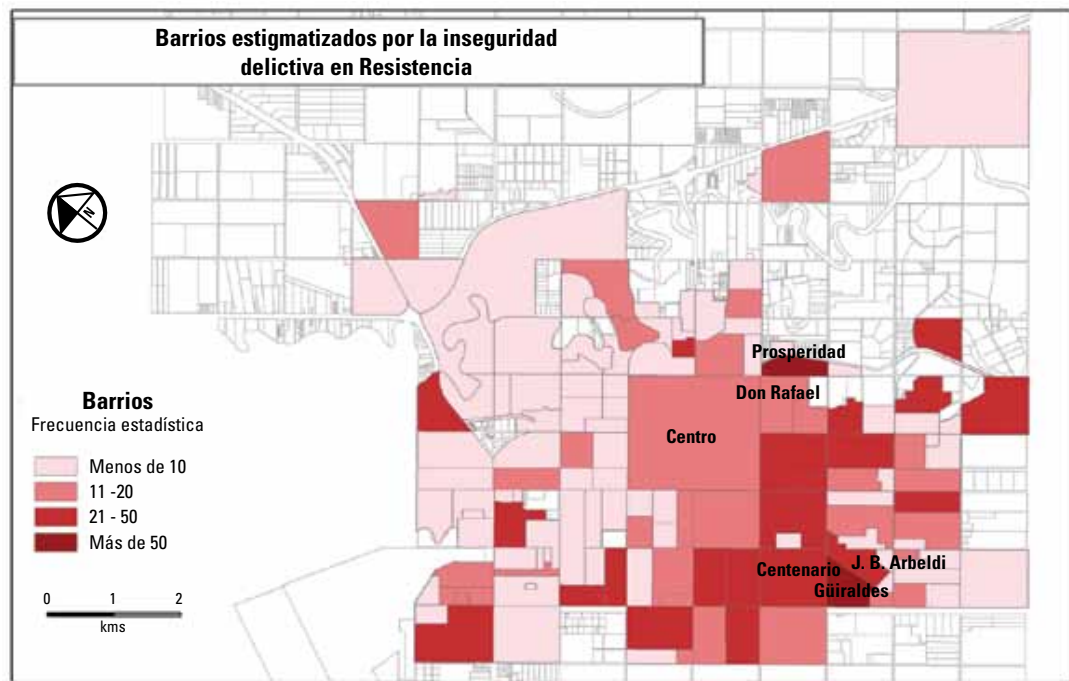 Barrios estigmatizados por la inseguridad
delictiva en Resistencia
N
Prosperidad
Don Rafael
Centro
Barrios
Frecuencia estadística
Menos de 10
11 -20
21 - 50
Más de 50
J. B. Arbeldi
Centenario
Güiraldes
0 1 2
kms